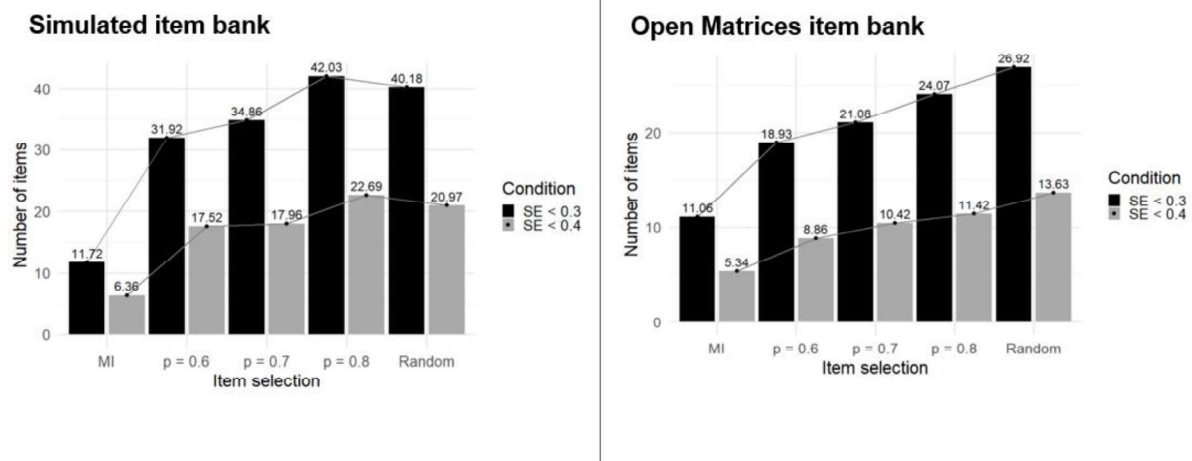 Simulated item bank
42.03
40.18
34.86
31.92
22.69
20.97
17.52
17.96
11.72
6.36
40
30
20
10
0
Number of items
MI p = 0.6 p = 0.7 p = 0.8 Random
Item selection
Condition
SE < 0.3
SE < 0.4
Open Matrices item bank
26.92
24.07
21.06
18.93
13.63
11.06
11.42
10.42
8.86
5.34
20
10
0
Number of items
MI p = 0.6 p = 0.7 p = 0.8 Random
Item selection
Condition
SE < 0.3
SE < 0.4